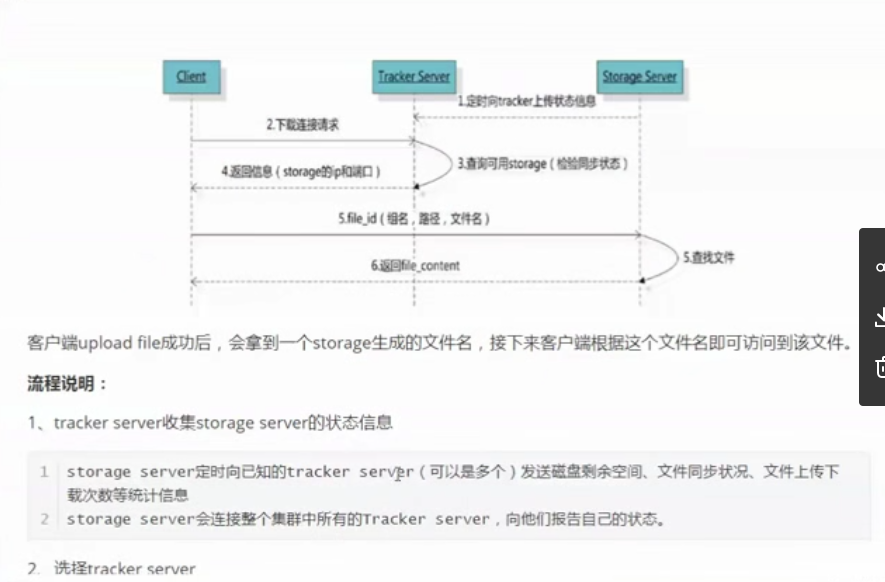 Client
Tracker Server
Storage Server
1.定时向tracker上传状态信息
2.下载连接请求
3.查询可用storage（检验同步状态）
4.返回信息（storage的ip和端口）
5.file_id（组名，路径，文件名）
5.查找文件
6.返回file_content
客户端upload file成功后，会拿到一个storage生成的文件名，接下来客户端根据这个文件名即可访问到该文件。
流程说明：
1、tracker server收集storage server的状态信息
1 storage server定时向已知的tracker server（可以是多个）发送磁盘剩余空间、文件同步状况、文件上传下
载次数等统计信息
2 storage server会连接整个集群中所有的Tracker server，向他们报告自己的状态。
2、选择tracker server